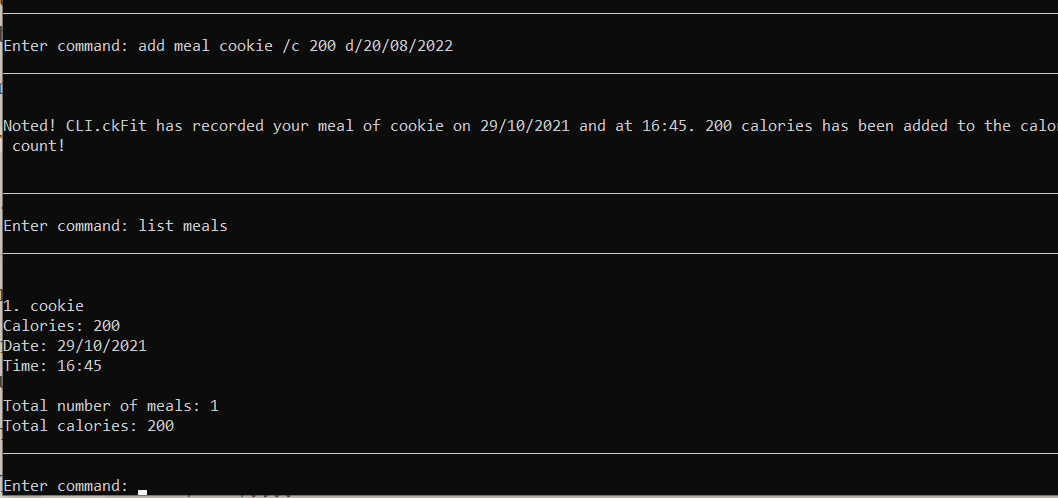 Enter command: add meal cookie /c 200 d/20/08/2022
Noted! CLI.ckFit has recorded your meal of cookie on 29/10/2021 and at 16:45. 200 calories has been added to the
count!
Enter command: list meals
1. cookie
Calories: 200
Date: 29/10/2021
Time: 16:45
Total number of meals: 1
Total calories: 200
Enter command: